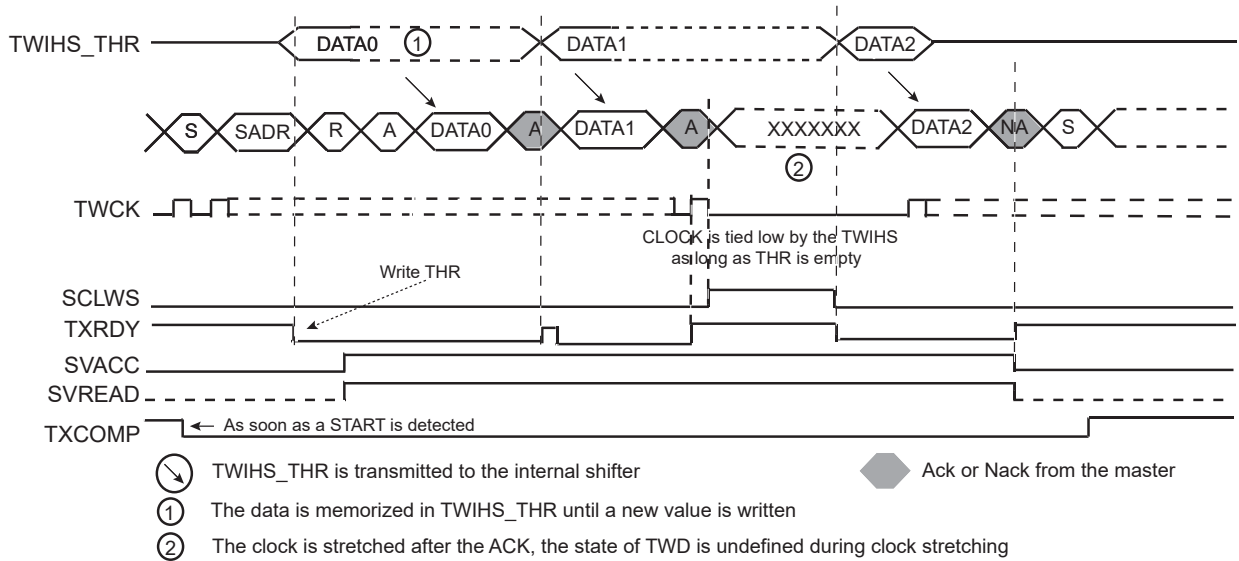 TWIHS_THR DATA0 1 DATA1 DATA2
S SADR R A DATA0 A DATA1 A XXXXXXX DATA2 NA S
2
TWCK
CLOCK is tied low by the TWIHS
as long as THR is empty
Write THR
SCLWS
TXRDY
SVACC
SVREAD
TXCOMP As soon as a START is detected
TWIHS_THR is transmitted to the internal shifter Ack or Nack from the master
1 The data is memorized in TWIHS_THR until a new value is written
2 The clock is stretched after the ACK, the state of TWD is undefined during clock stretching